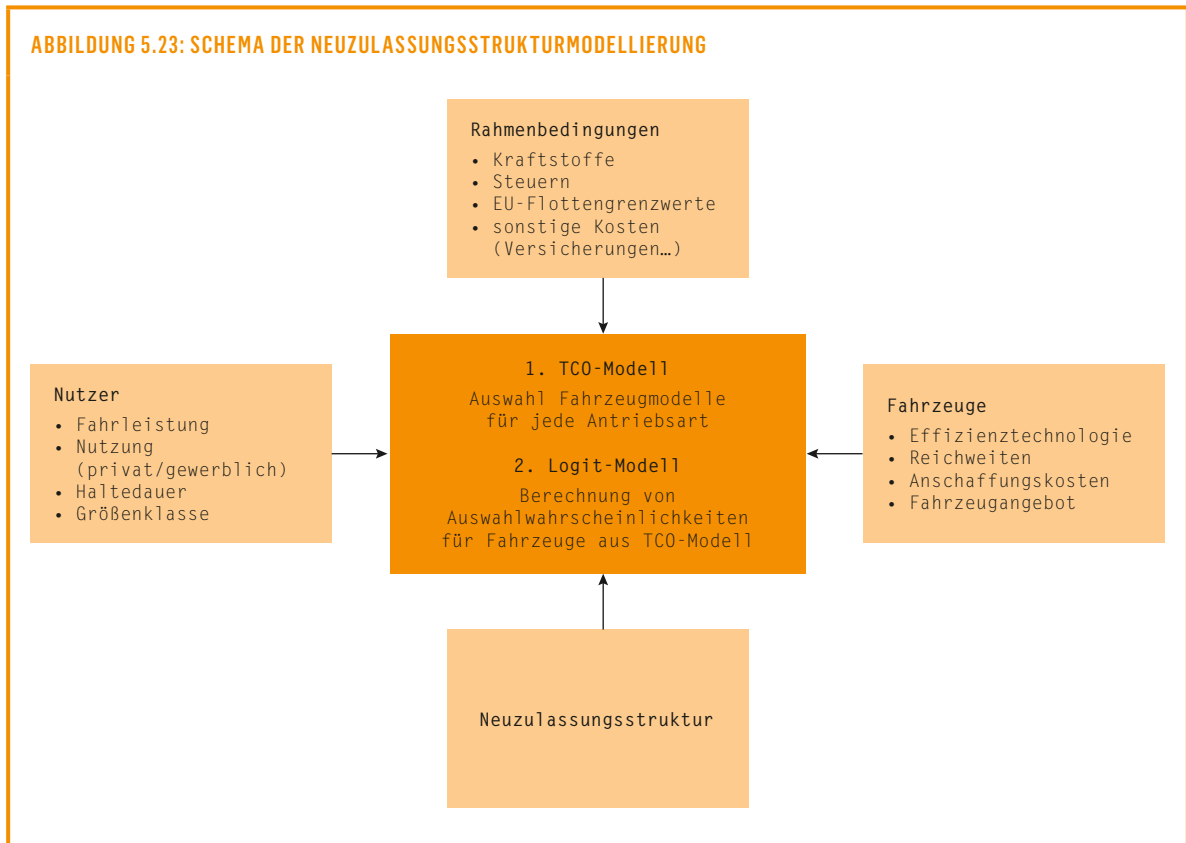 ABBILDUNG 5.23: SCHEMA DER NEUZULASSUNGSSTRUKTURMODELLIERUNG
Rahmenbedingungen
• Kraftstoffe
• Steuern
• EU-Flottengrenzwerte
• sonstige Kosten
(Versicherungen…)
Nutzer
• Fahrleistung
• Nutzung
(privat/gewerblich)
• Haltedauer
• Größenklasse
1. TCO-Modell
Auswahl Fahrzeugmodelle
für jede Antriebsart
2. Logit-Modell
Berechnung von
Auswahlwahrscheinlichkeiten
für Fahrzeuge aus TCO-Modell
Fahrzeuge
• Effizienztechnologie
• Reichweiten
• Anschaffungskosten
• Fahrzeugangebot
Neuzulassungsstruktur